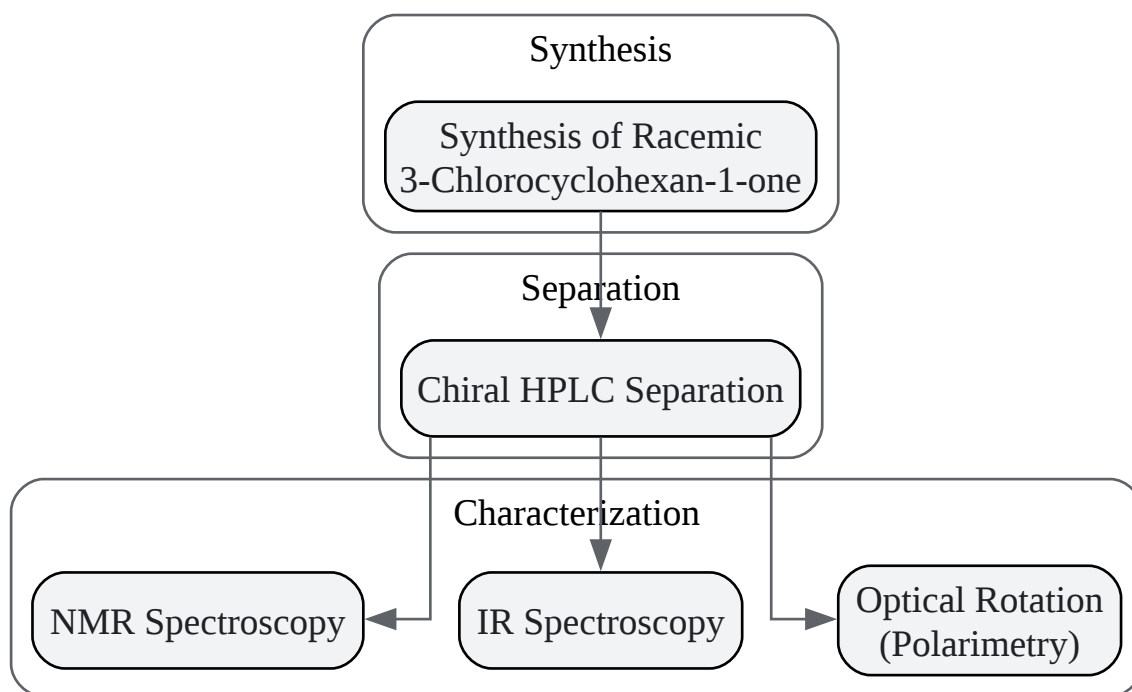 Synthesis
Synthesis of Racemic
3-Chlorocyclohexan-1-one
Separation
Chiral HPLC Separation
Characterization
NMR Spectroscopy
IR Spectroscopy
Optical Rotation
(Polarimetry)